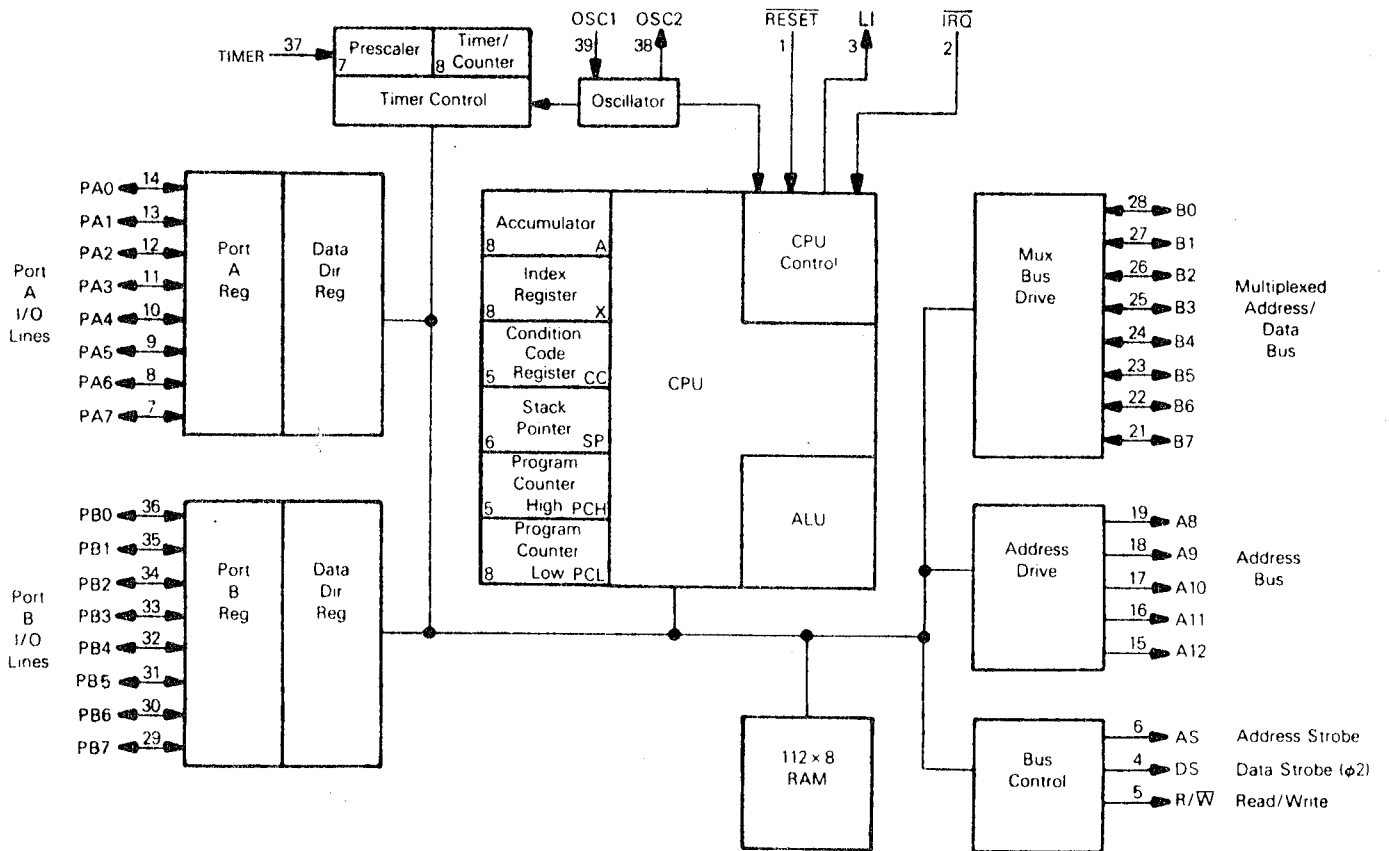 OSC1 OSC2 RESET LI IRQ
TIMER 37 Prescaler 7 Timer/ Counter 8
39 38 1 3 2
Timer Control
Oscillator
Port
A
I/O
Lines
PA0 14
PA1 13
PA2 12
PA3 11
PA4 10
PA5 9
PA6 8
PA7 7
Port
A
Reg
Data
Dir
Reg
Port
B
I/O
Lines
PB0 36
PB1 35
PB2 34
PB3 33
PB4 32
PB5 31
PB6 30
PB7 29
Port
B
Reg
Data
Dir
Reg
Accumulator
8 A
Index
Register
8 X
Condition
Code
Register
5 CC
Stack
Pointer
6 SP
Program
Counter
High
5 PCH
Program
Counter
Low
8 PCL
CPU
CPU
Control
ALU
112 × 8
RAM
Mux
Bus
Drive
28 B0
27 B1
26 B2
25 B3
24 B4
23 B5
22 B6
21 B7
Multiplexed
Address/
Data
Bus
Address
Drive
19 A8
18 A9
17 A10
16 A11
15 A12
Address
Bus
Bus
Control
6 AS Address Strobe
4 DS Data Strobe (φ2)
5 R/W̅ Read/Write